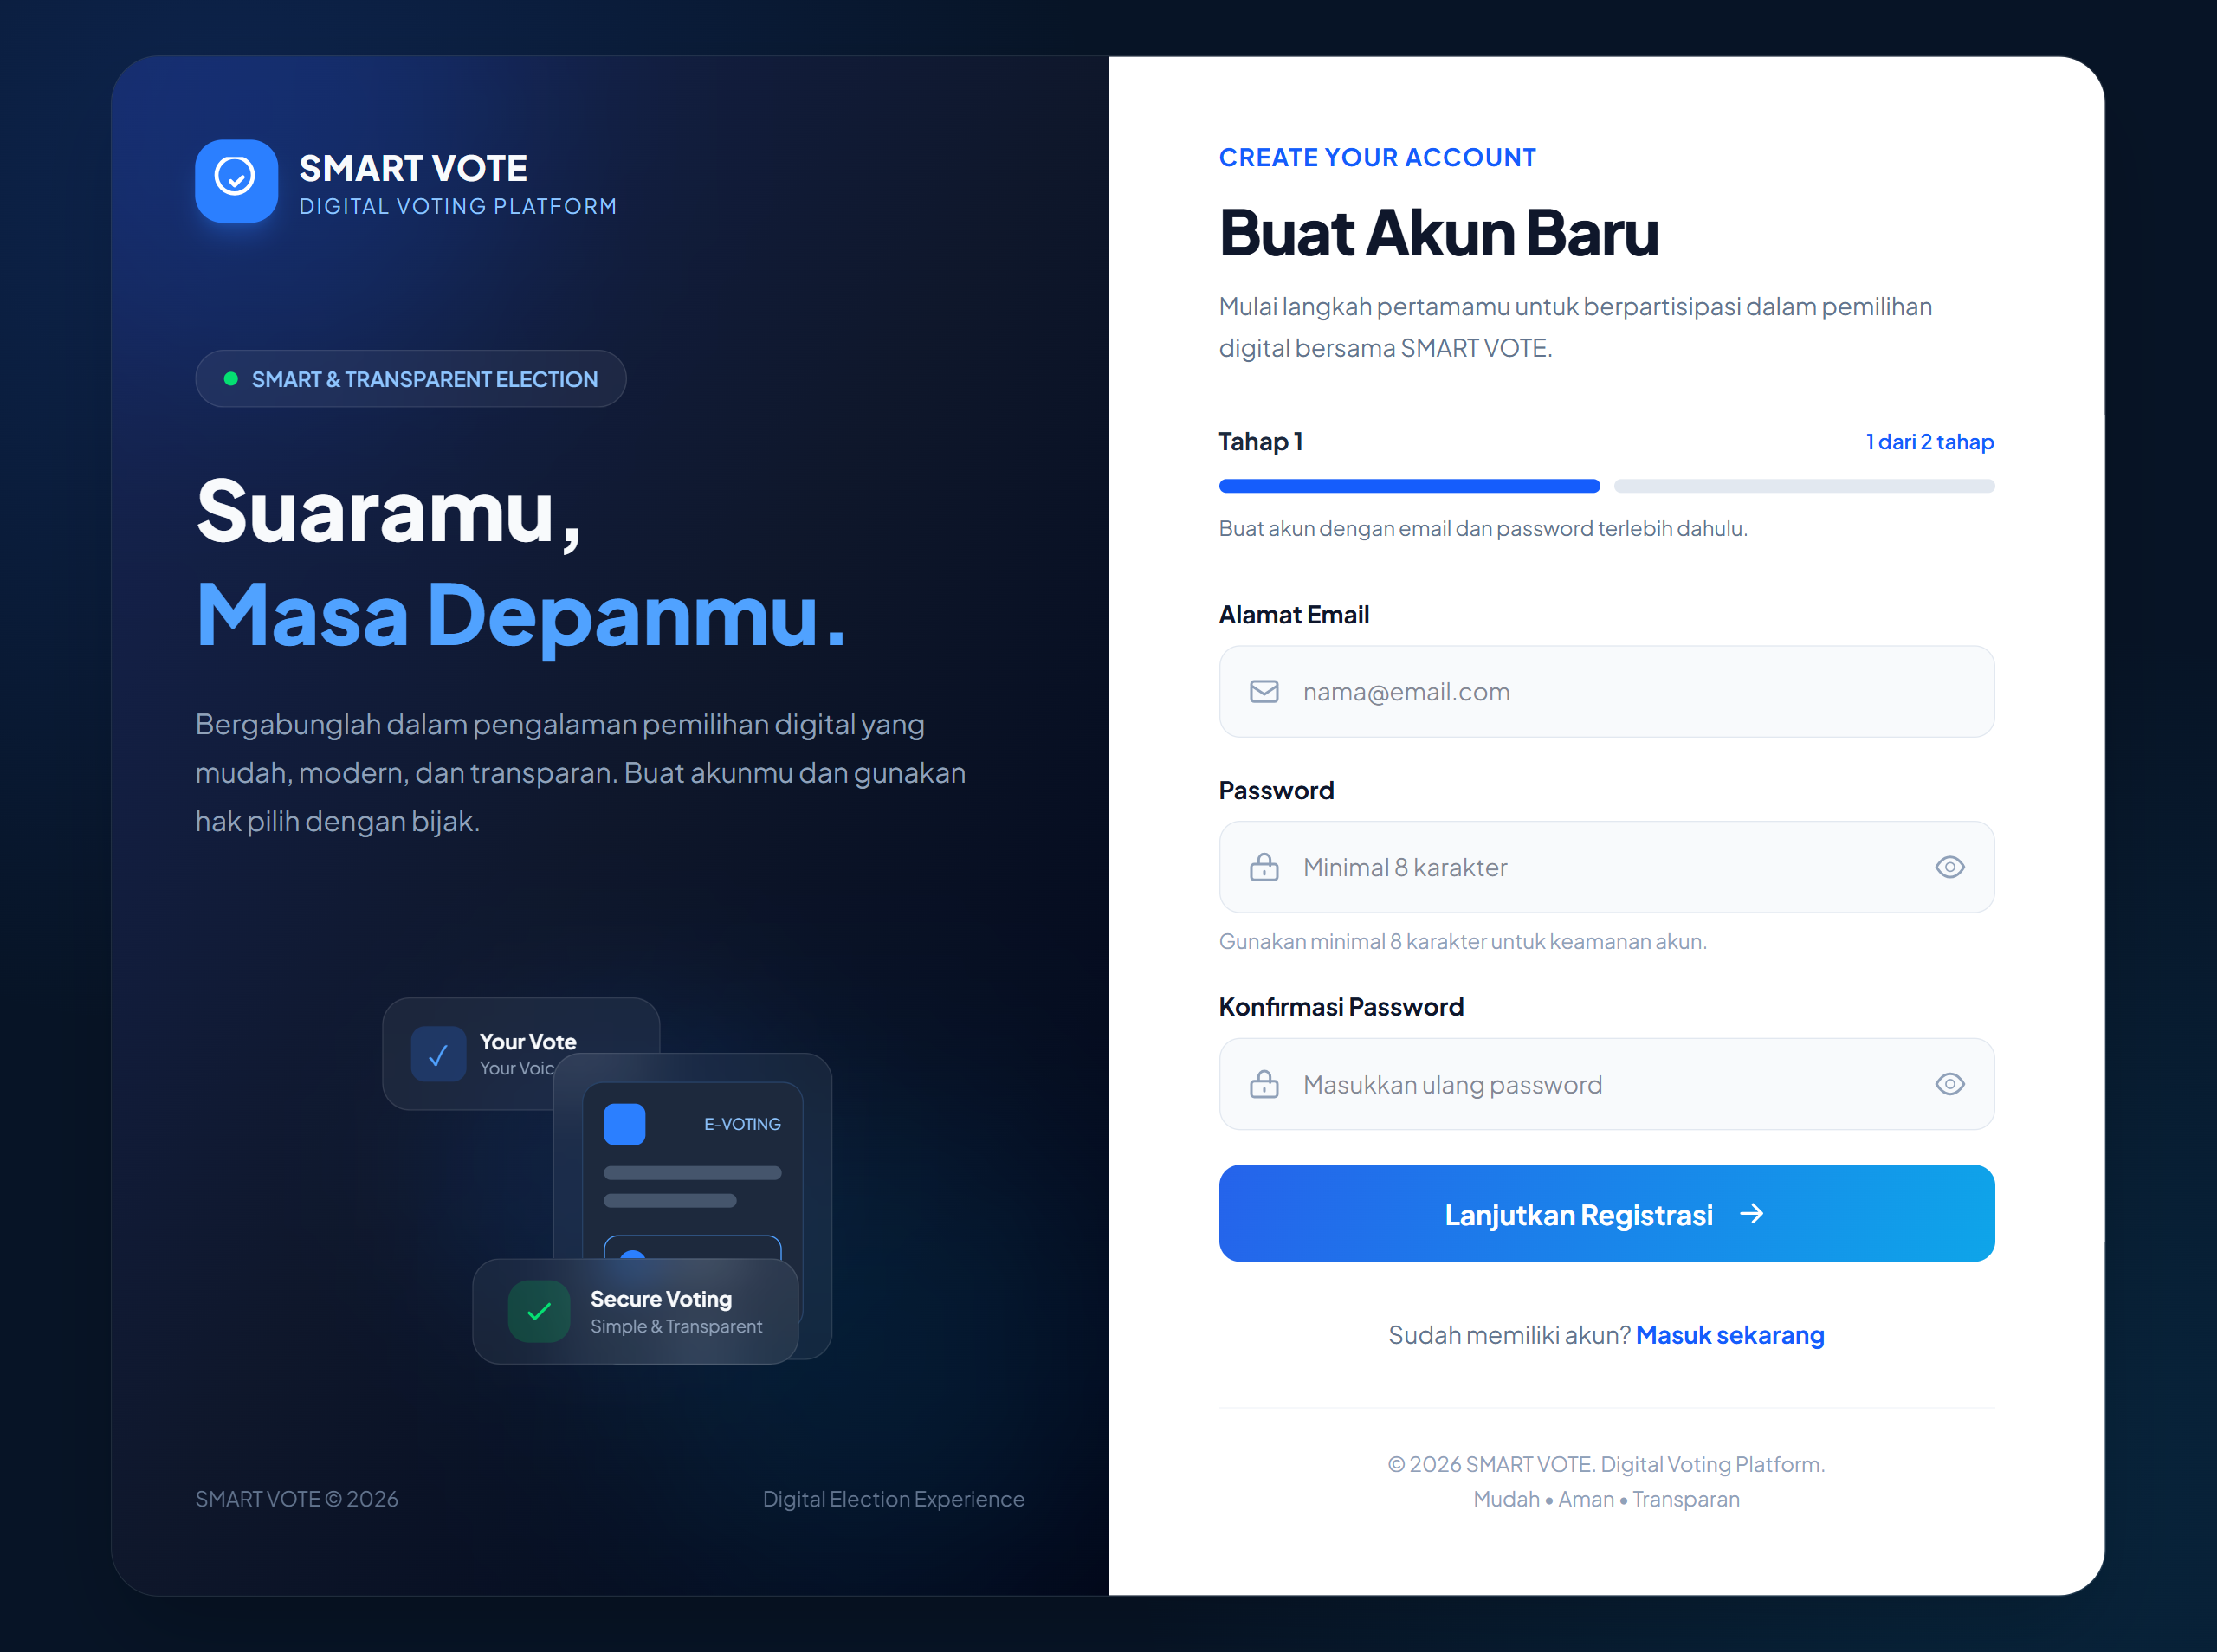 SMART VOTE
DIGITAL VOTING PLATFORM
SMART & TRANSPARENT ELECTION
Suaramu,
Masa Depanmu.
Bergabunglah dalam pengalaman pemilihan digital yang
mudah, modern, dan transparan. Buat akunmu dan gunakan
hak pilih dengan bijak.
Your Vote
Your Voic
E-VOTING
Secure Voting
Simple & Transparent
SMART VOTE © 2026
Digital Election Experience
CREATE YOUR ACCOUNT
Buat Akun Baru
Mulai langkah pertamamu untuk berpartisipasi dalam pemilihan
digital bersama SMART VOTE.
Tahap 1
1 dari 2 tahap
Buat akun dengan email dan password terlebih dahulu.
Alamat Email
nama@email.com
Password
Minimal 8 karakter
Gunakan minimal 8 karakter untuk keamanan akun.
Konfirmasi Password
Masukkan ulang password
Lanjutkan Registrasi →
Sudah memiliki akun? Masuk sekarang
© 2026 SMART VOTE. Digital Voting Platform.
Mudah • Aman • Transparan